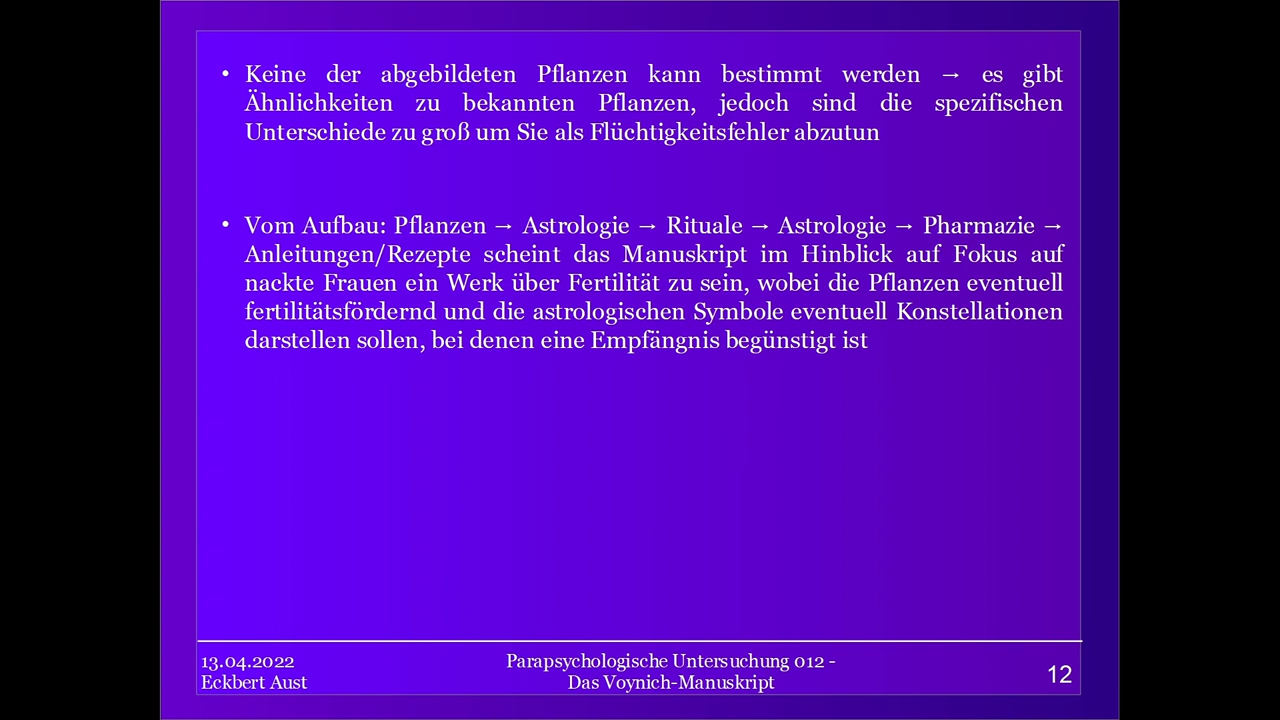 • Keine der abgebildeten Pflanzen kann bestimmt werden → es gibt
Ähnlichkeiten zu bekannten Pflanzen, jedoch sind die spezifischen
Unterschiede zu groß um Sie als Flüchtigkeitsfehler abzutun
• Vom Aufbau: Pflanzen → Astrologie → Rituale → Astrologie → Pharmazie →
Anleitungen/Rezepte scheint das Manuskript im Hinblick auf Fokus auf
nackte Frauen ein Werk über Fertilität zu sein, wobei die Pflanzen eventuell
fertilitätsfördernd und die astrologischen Symbole eventuell Konstellationen
darstellen sollen, bei denen eine Empfängnis begünstigt ist
13.04.2022
Eckbert Aust
Parapsychologische Untersuchung 012 -
Das Voynich-Manuskript
12